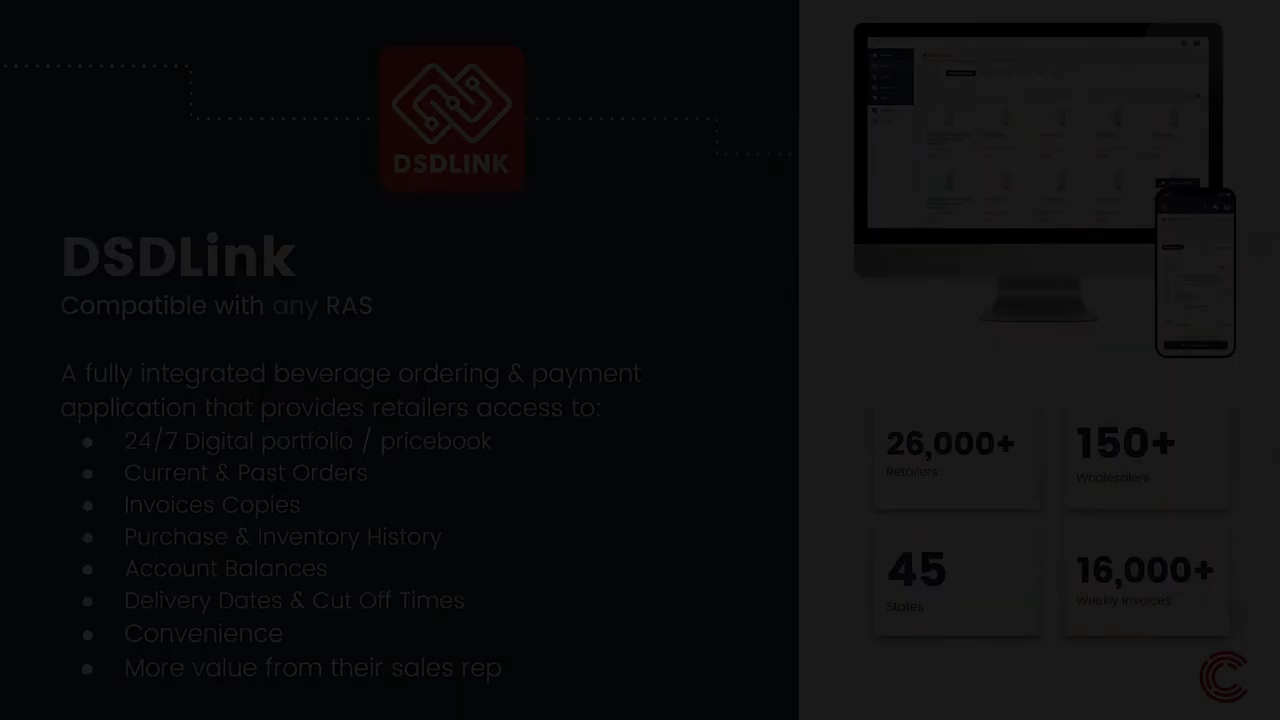 DSDLINK
DSDLink
Compatible with any RAS
A fully integrated beverage ordering & payment
application that provides retailers access to:
● 24/7 Digital portfolio / pricebook
● Current & Past Orders
● Invoices Copies
● Purchase & Inventory History
● Account Balances
● Delivery Dates & Cut Off Times
● Convenience
● More value from their sales rep
26,000+
Retailers
150+
Wholesalers
45
States
16,000+
Weekly Invoices